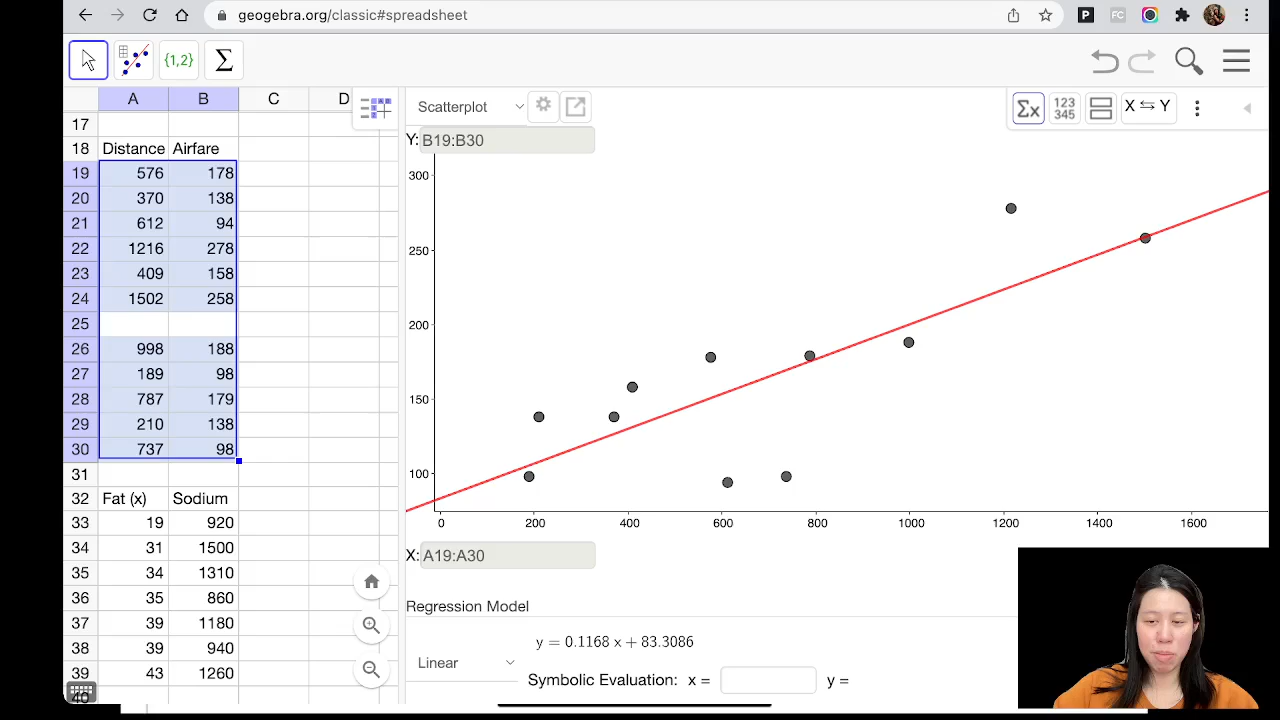 geogebra.org/classic#spreadsheet
P
FC
{1,2}
Σ
A B C D
17
18 Distance Airfare
19 576 178
20 370 138
21 612 94
22 1216 278
23 409 158
24 1502 258
25
26 998 188
27 189 98
28 787 179
29 210 138
30 737 98
31
32 Fat (x) Sodium
33 19 920
34 31 1500
35 34 1310
36 35 860
37 39 1180
38 39 940
39 43 1260
40
Scatterplot
Σx
123
345
X ⇆ Y
Y: B19:B30
300
250
200
150
100
0 200 400 600 800 1000 1200 1400 1600
X: A19:A30
Regression Model
y = 0.1168 x + 83.3086
Linear
Symbolic Evaluation: x = y =